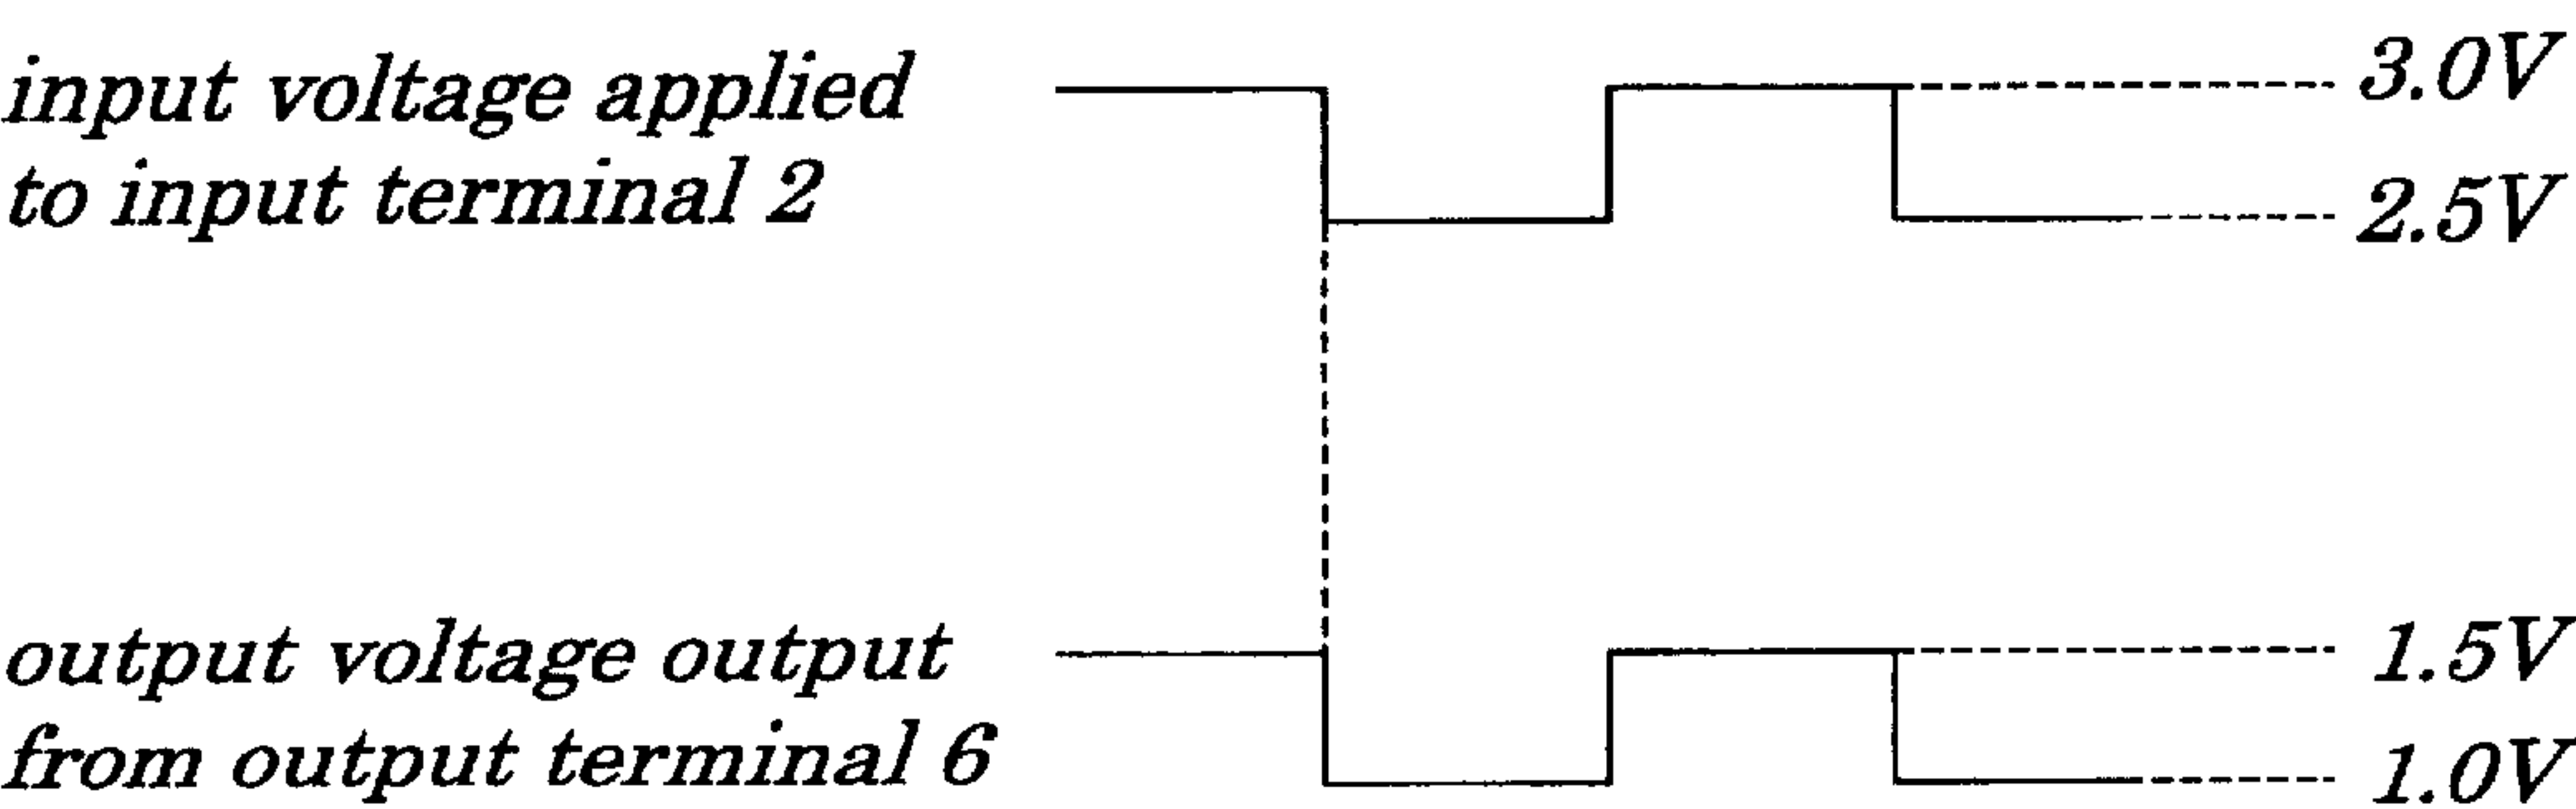 input voltage applied
to input terminal 2
3.0V
2.5V
output voltage output
from output terminal 6
1.5V
1.0V